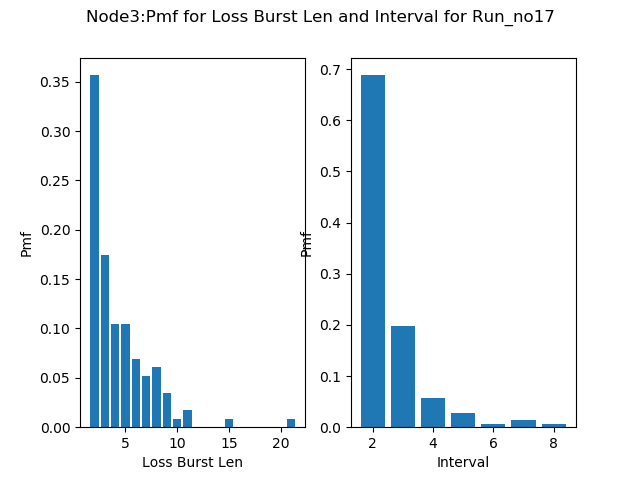 Node3:Pmf for Loss Burst Len and Interval for Run_no17
0.35
0.30
0.25
0.20
0.15
0.10
0.05
0.00
Pmf
5 10 15 20
Loss Burst Len
0.7
0.6
0.5
0.4
0.3
0.2
0.1
0.0
Pmf
2 4 6 8
Interval